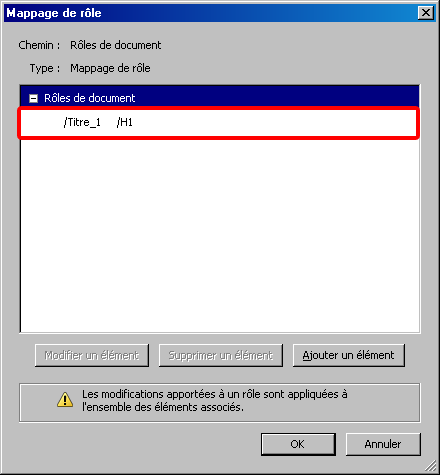 Mappage de rôle
Chemin : Rôles de document
Type : Mappage de rôle
Rôles de document
/Titre_1 /H1
Modifier un élément Supprimer un élément Ajouter un élément
Les modifications apportées à un rôle sont appliquées à
l'ensemble des éléments associés.
OK Annuler